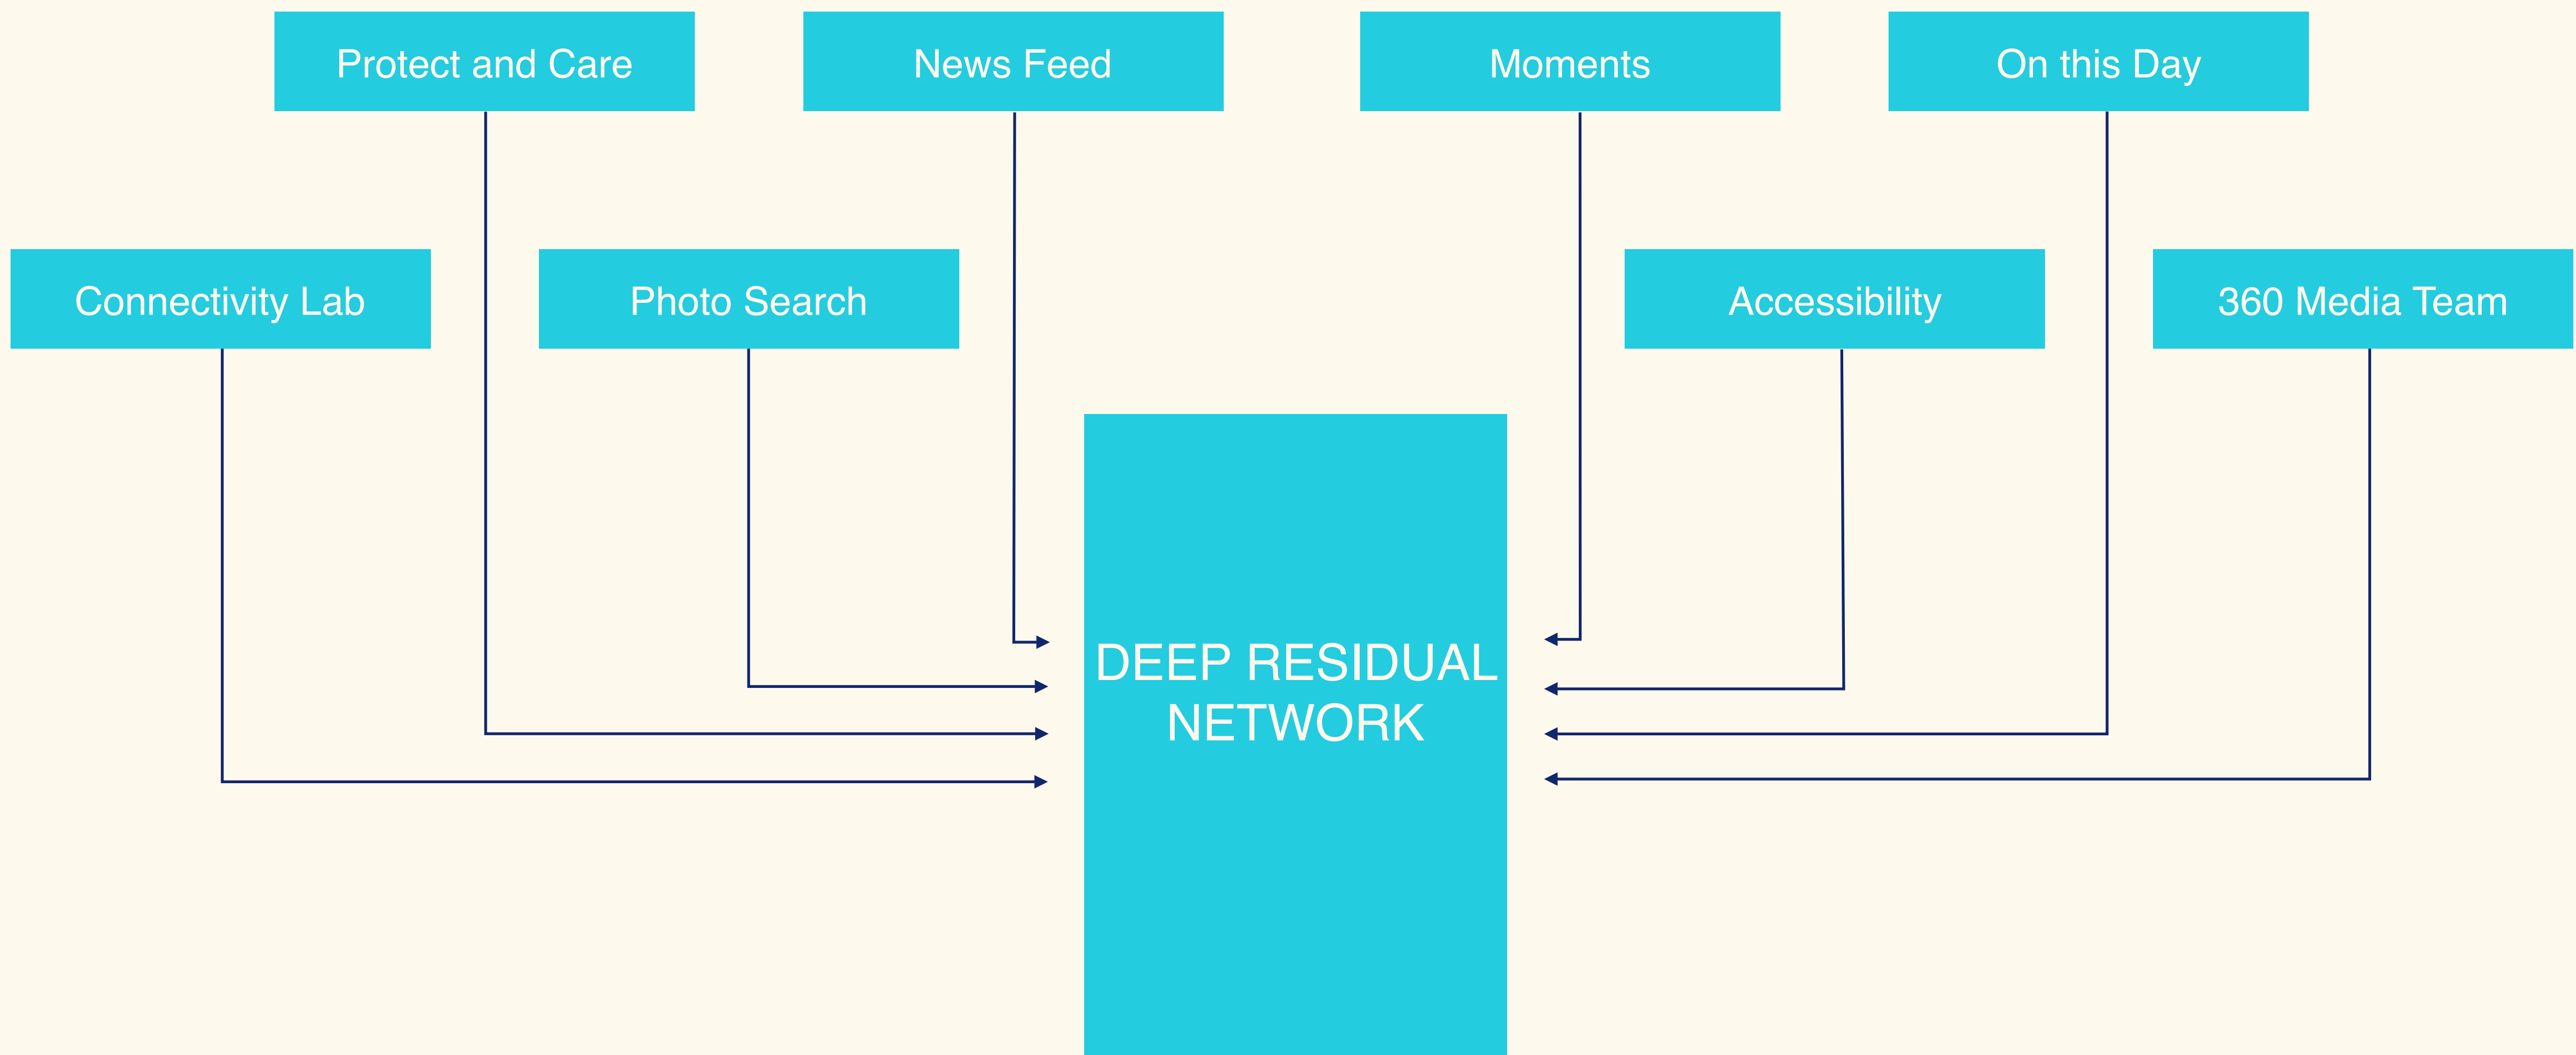 Protect and Care
News Feed
Moments
On this Day
Connectivity Lab
Photo Search
Accessibility
360 Media Team
DEEP RESIDUAL
NETWORK